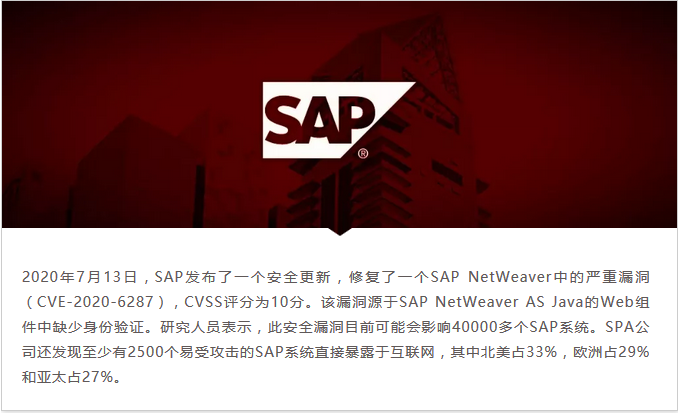 SAP
®
2020年7月13日，SAP发布了一个安全更新，修复了一个SAP NetWeaver中的严重漏洞
（CVE-2020-6287），CVSS评分为10分。该漏洞源于SAP NetWeaver AS Java的Web组
件中缺少身份验证。研究人员表示，此安全漏洞目前可能会影响40000多个SAP系统。SPA公
司还发现至少有2500个易受攻击的SAP系统直接暴露于互联网，其中北美占33%，欧洲占29%
和亚太占27%。